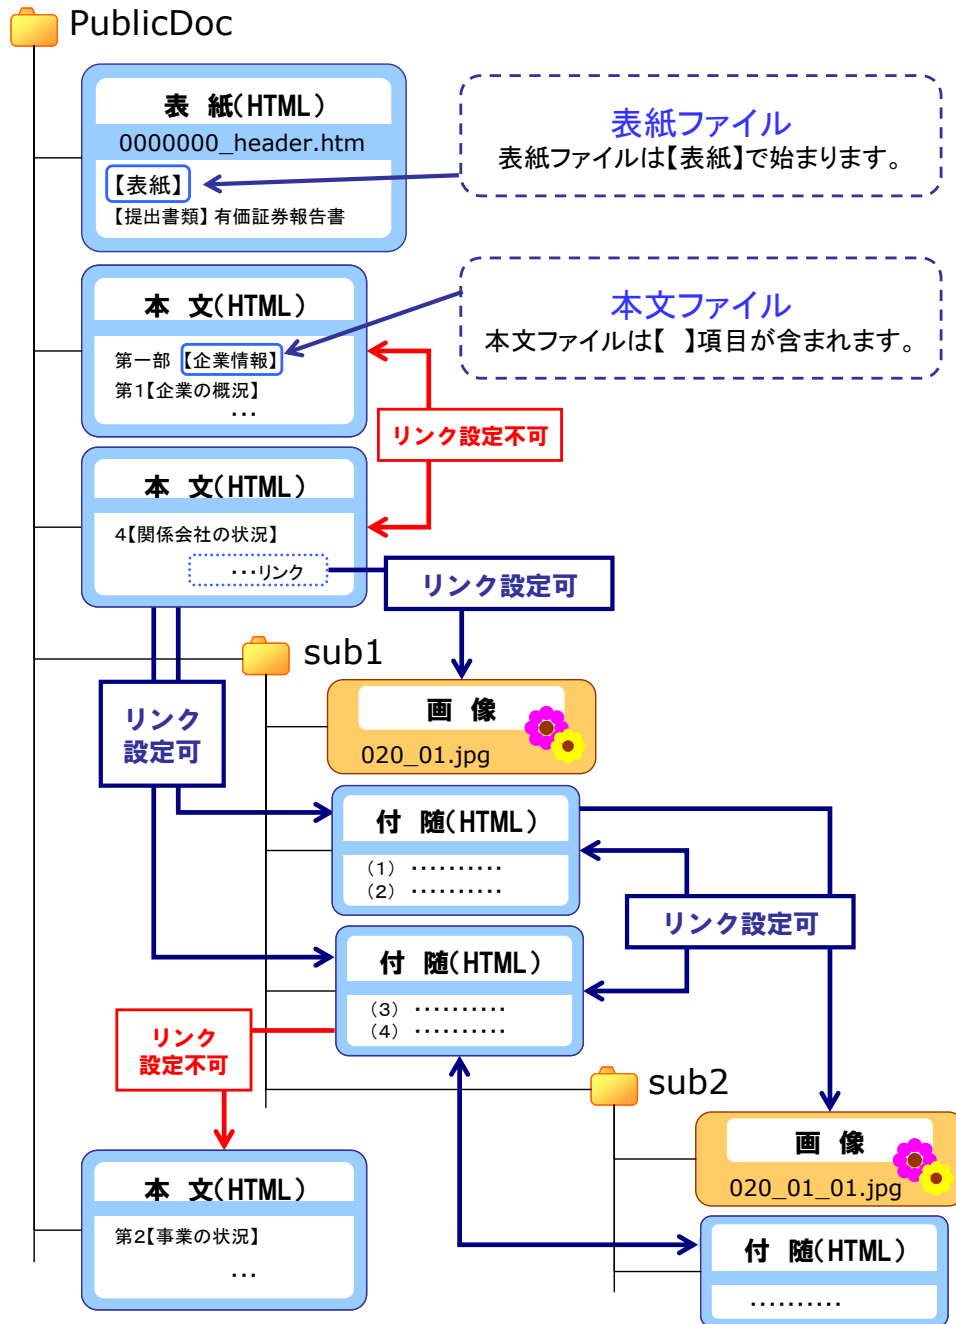 PublicDoc
表 紙(HTML)
0000000_header.htm
【表紙】
【提出書類】有価証券報告書
表紙ファイル
表紙ファイルは【表紙】で始まります。
本 文(HTML)
第一部 【企業情報】
第1【企業の概況】
…
本文ファイル
本文ファイルは【 】項目が含まれます。
リンク設定不可
本 文(HTML)
4【関係会社の状況】
…リンク
リンク設定可
sub1
リンク
設定可
画 像
020_01.jpg
付 随(HTML)
(1) ‥‥‥‥‥
(2) ‥‥‥‥‥
リンク設定可
付 随(HTML)
(3) ‥‥‥‥‥
(4) ‥‥‥‥‥
リンク
設定不可
sub2
画 像
020_01_01.jpg
本 文(HTML)
第2【事業の状況】
…
付 随(HTML)
‥‥‥‥‥